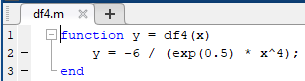 df4.m × +
1 function y = df4(x)
2 - y = -6 / (exp(0.5) * x^4);
3 - end